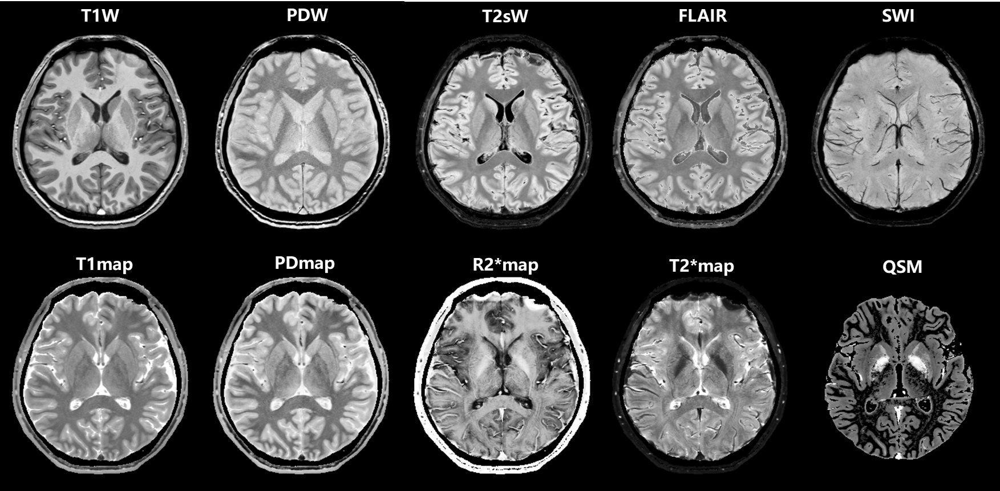 T1W PDW T2sW FLAIR SWI
T1map PDmap R2*map T2*map QSM